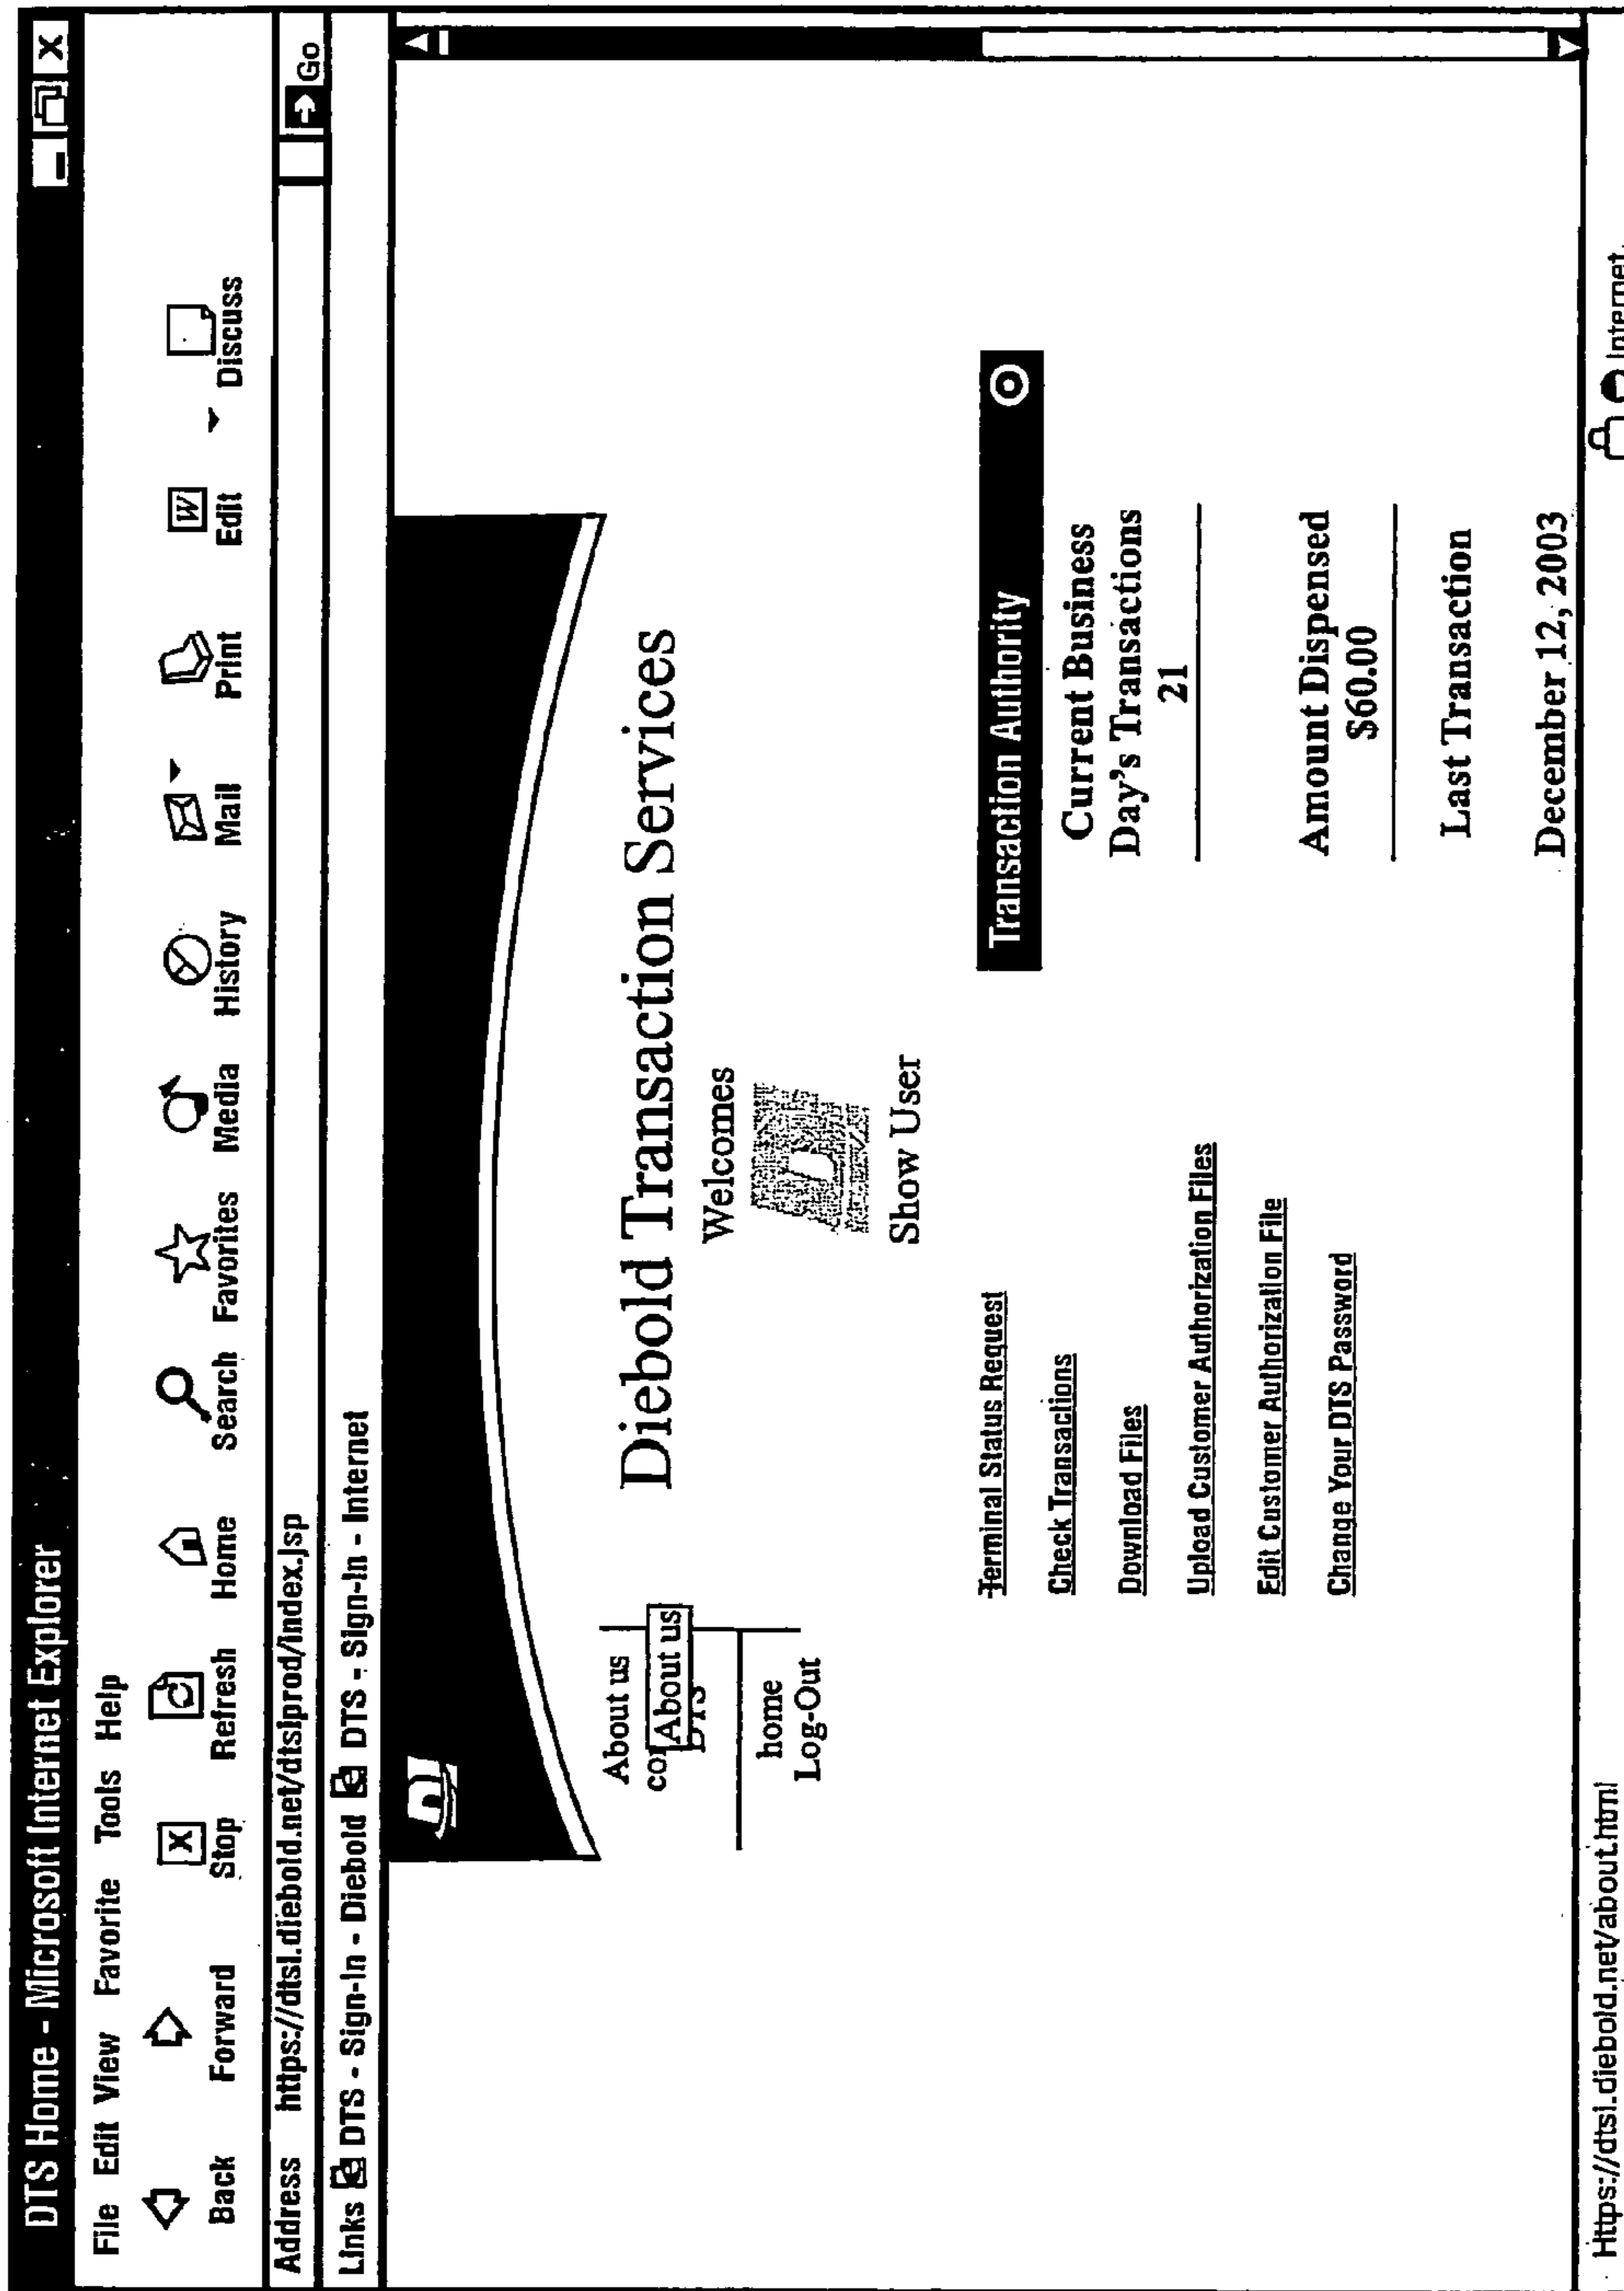 DTS Home - Microsoft Internet Explorer
File Edit View Favorite Tools Help
Back Forward Stop Refresh Home Search Favorites Media History Mail Print Edit Discuss
Address https://dtsl.diebold.net/dtslprod/index.jsp Go
Links DTS - Sign-In - Diebold DTS - Sign-In - Internet
Diebold Transaction Services
Welcomes
Show User
About us
About us
home
Log-Out
Terminal Status Request
Check Transactions
Download Files
Upload Customer Authorization Files
Edit Customer Authorization File
Change Your DTS Password
Transaction Authority
Current Business
Day's Transactions
21
Amount Dispensed
$60.00
Last Transaction
December 12, 2003
Https://dtsl.diebold.net/about.html Internet